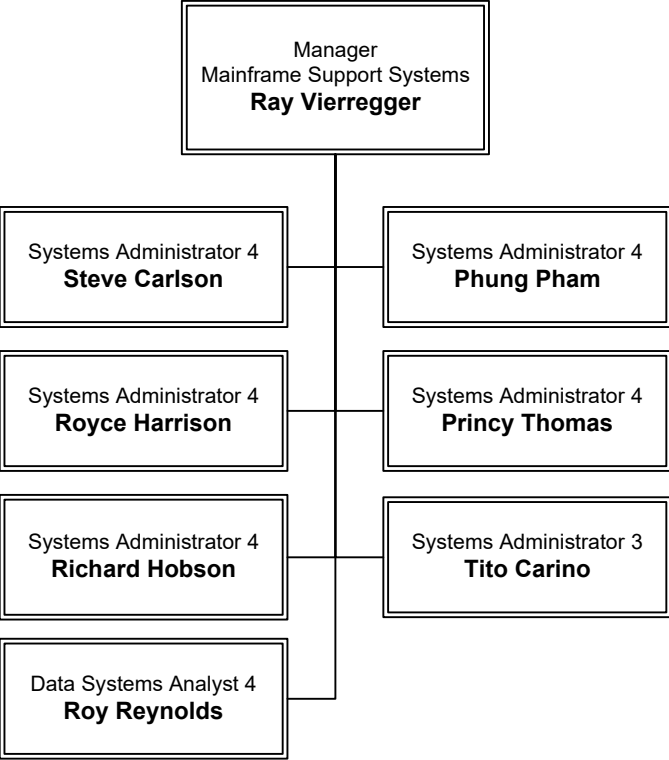 Manager
Mainframe Support Systems
Ray Vierregger
Systems Administrator 4
Steve Carlson
Systems Administrator 4
Phung Pham
Systems Administrator 4
Royce Harrison
Systems Administrator 4
Princy Thomas
Systems Administrator 4
Richard Hobson
Systems Administrator 3
Tito Carino
Data Systems Analyst 4
Roy Reynolds